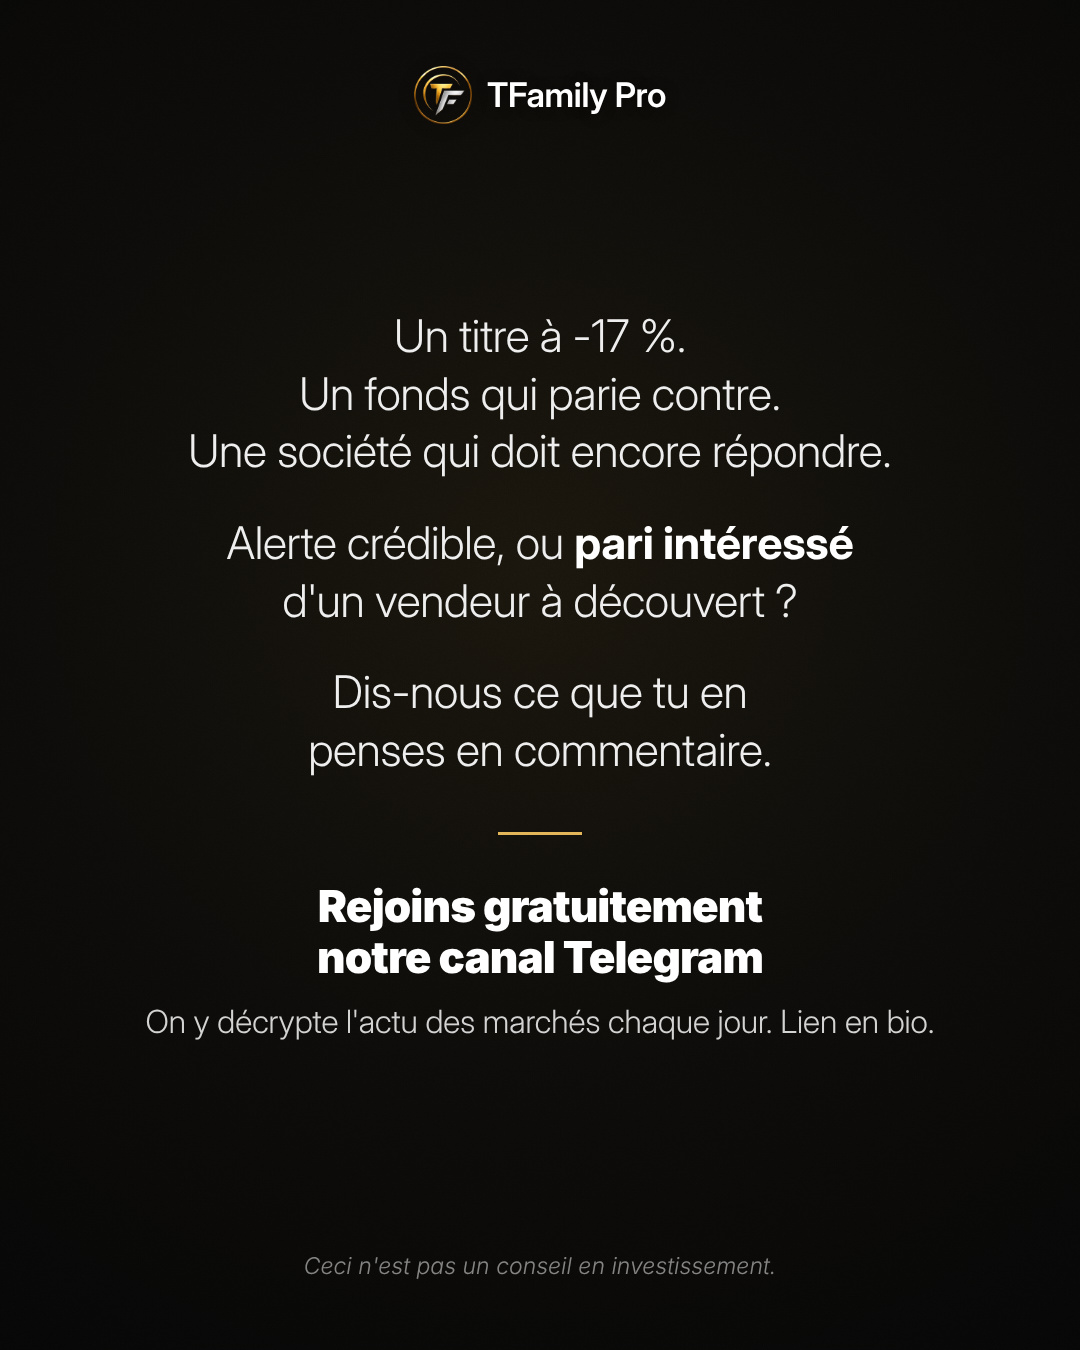 TF TFamily Pro
Un titre à -17 %.
Un fonds qui parie contre.
Une société qui doit encore répondre.
Alerte crédible, ou pari intéressé
d'un vendeur à découvert ?
Dis-nous ce que tu en
penses en commentaire.
Rejoins gratuitement
notre canal Telegram
On y décrypte l'actu des marchés chaque jour. Lien en bio.
Ceci n'est pas un conseil en investissement.